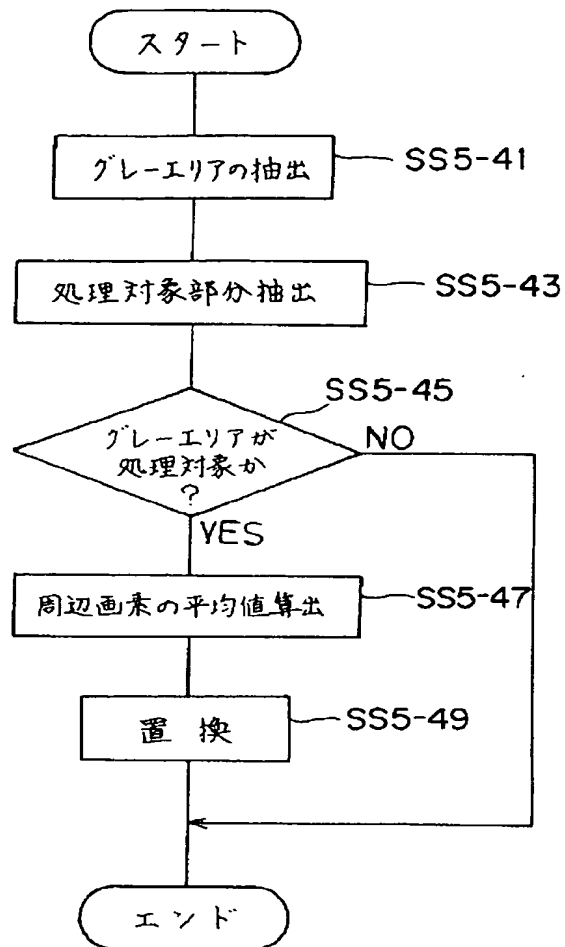 スタート
グレーエリアの抽出
SS5-41
処理対象部分抽出
SS5-43
SS5-45
グレーエリアが
処理対象か
?
NO
YES
周辺画素の平均値算出
SS5-47
置換
SS5-49
エンド